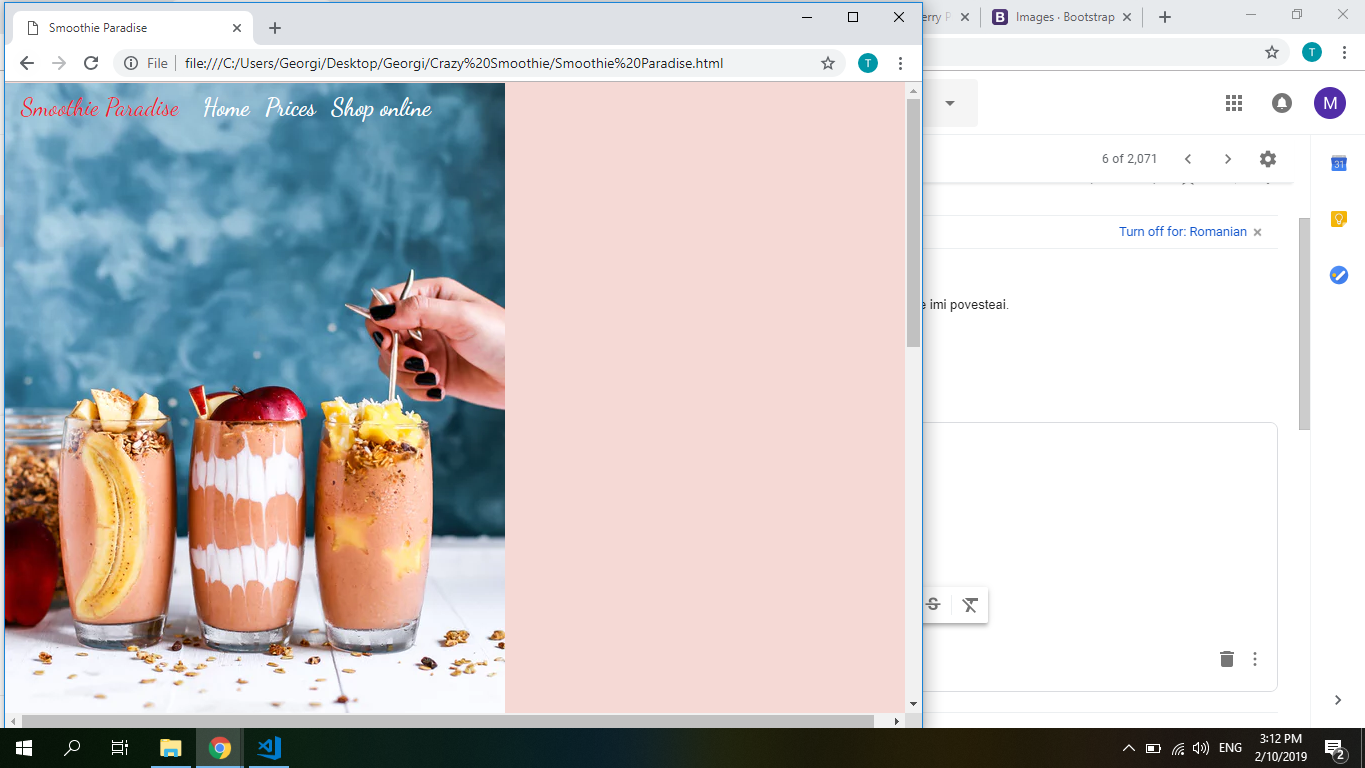 Smoothie Paradise
erry P
Images · Bootstrap
File
file:///C:/Users/Georgi/Desktop/Georgi/Crazy%20Smoothie/Smoothie%20Paradise.html
T
T
Smoothie Paradise Home Prices Shop online
M
6 of 2,071
31
Turn off for: Romanian
e imi povesteai.
ENG
3:12 PM
2/10/2019
2